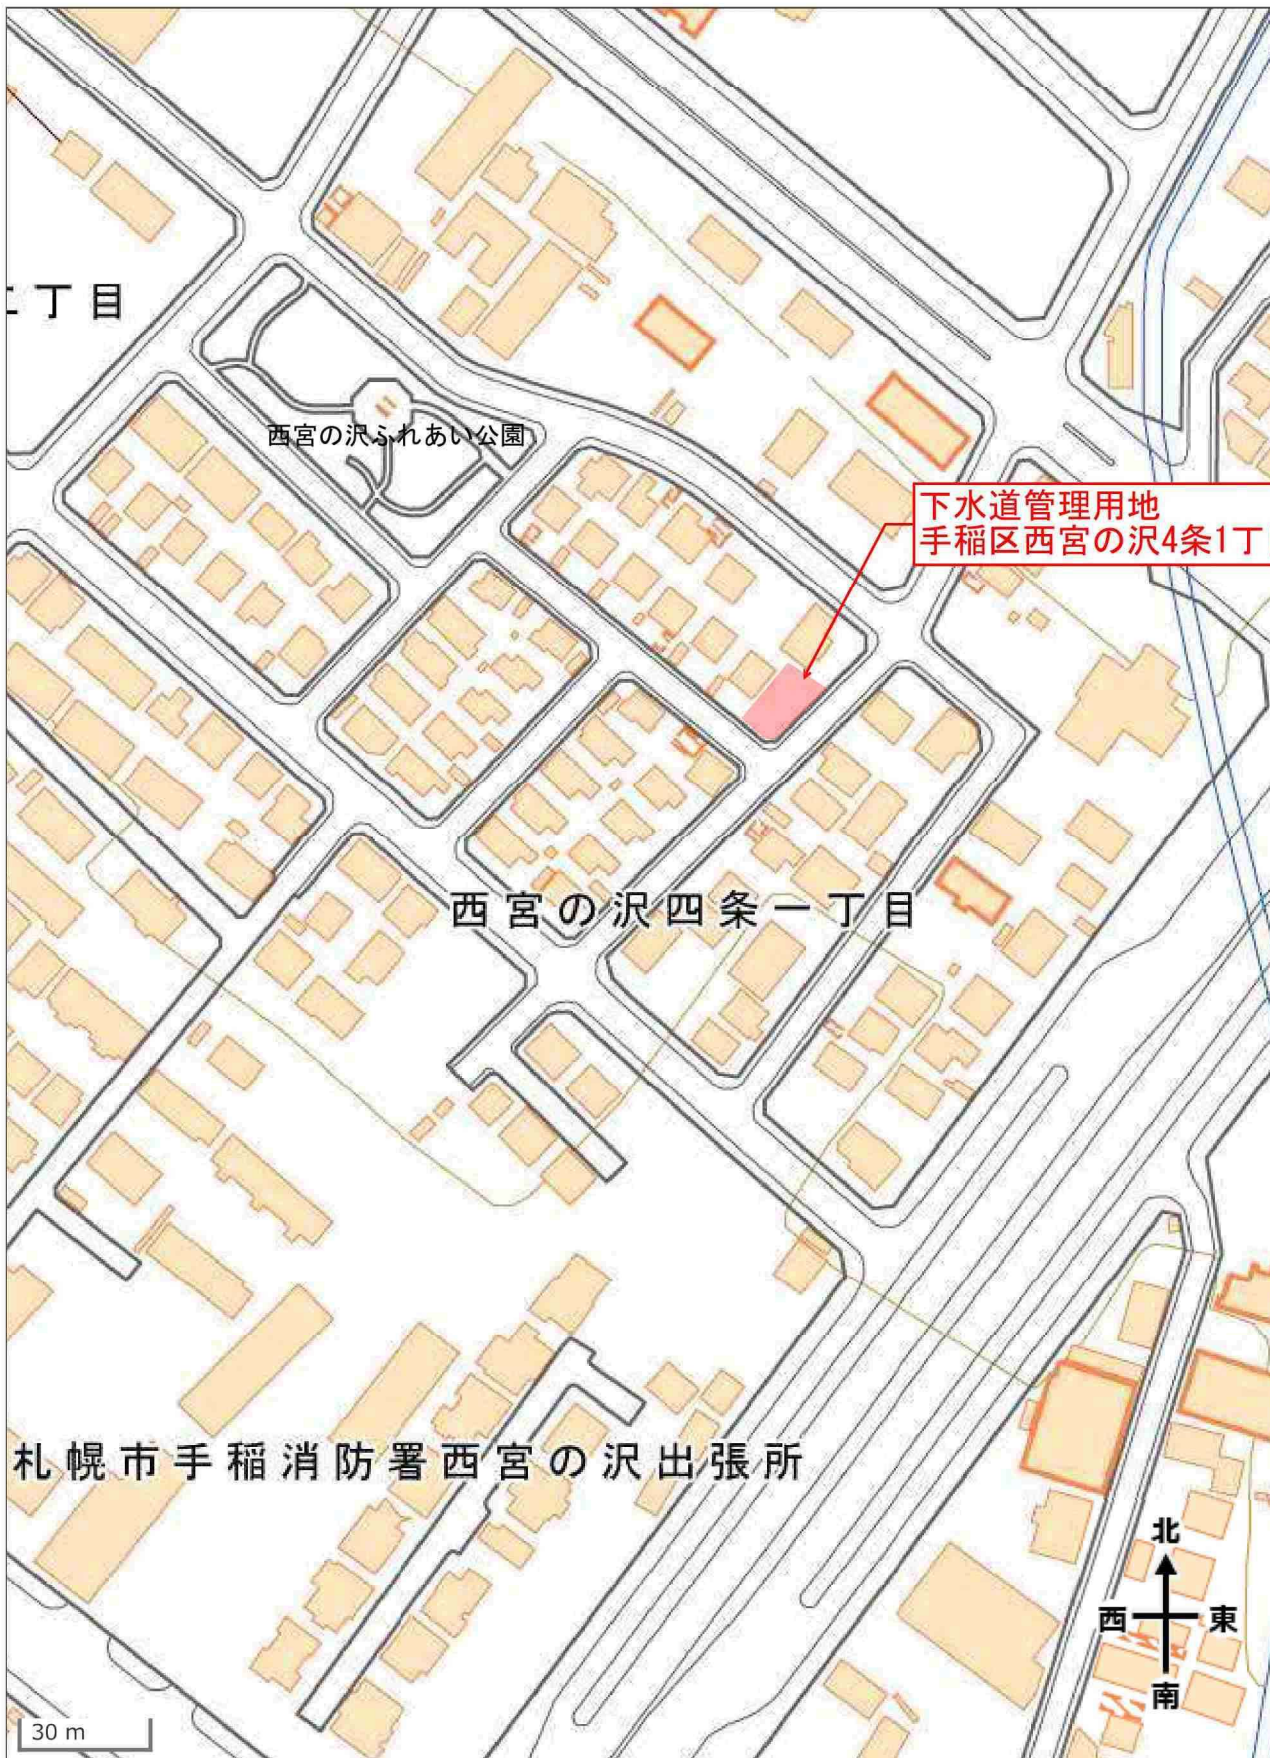 二丁目
西宮の沢ふれあい公園
下水道管理用地
手稲区西宮の沢4条1丁
西宮の沢四条一丁目
札幌市手稲消防署西宮の沢出張所
北
西 東
南
30 m